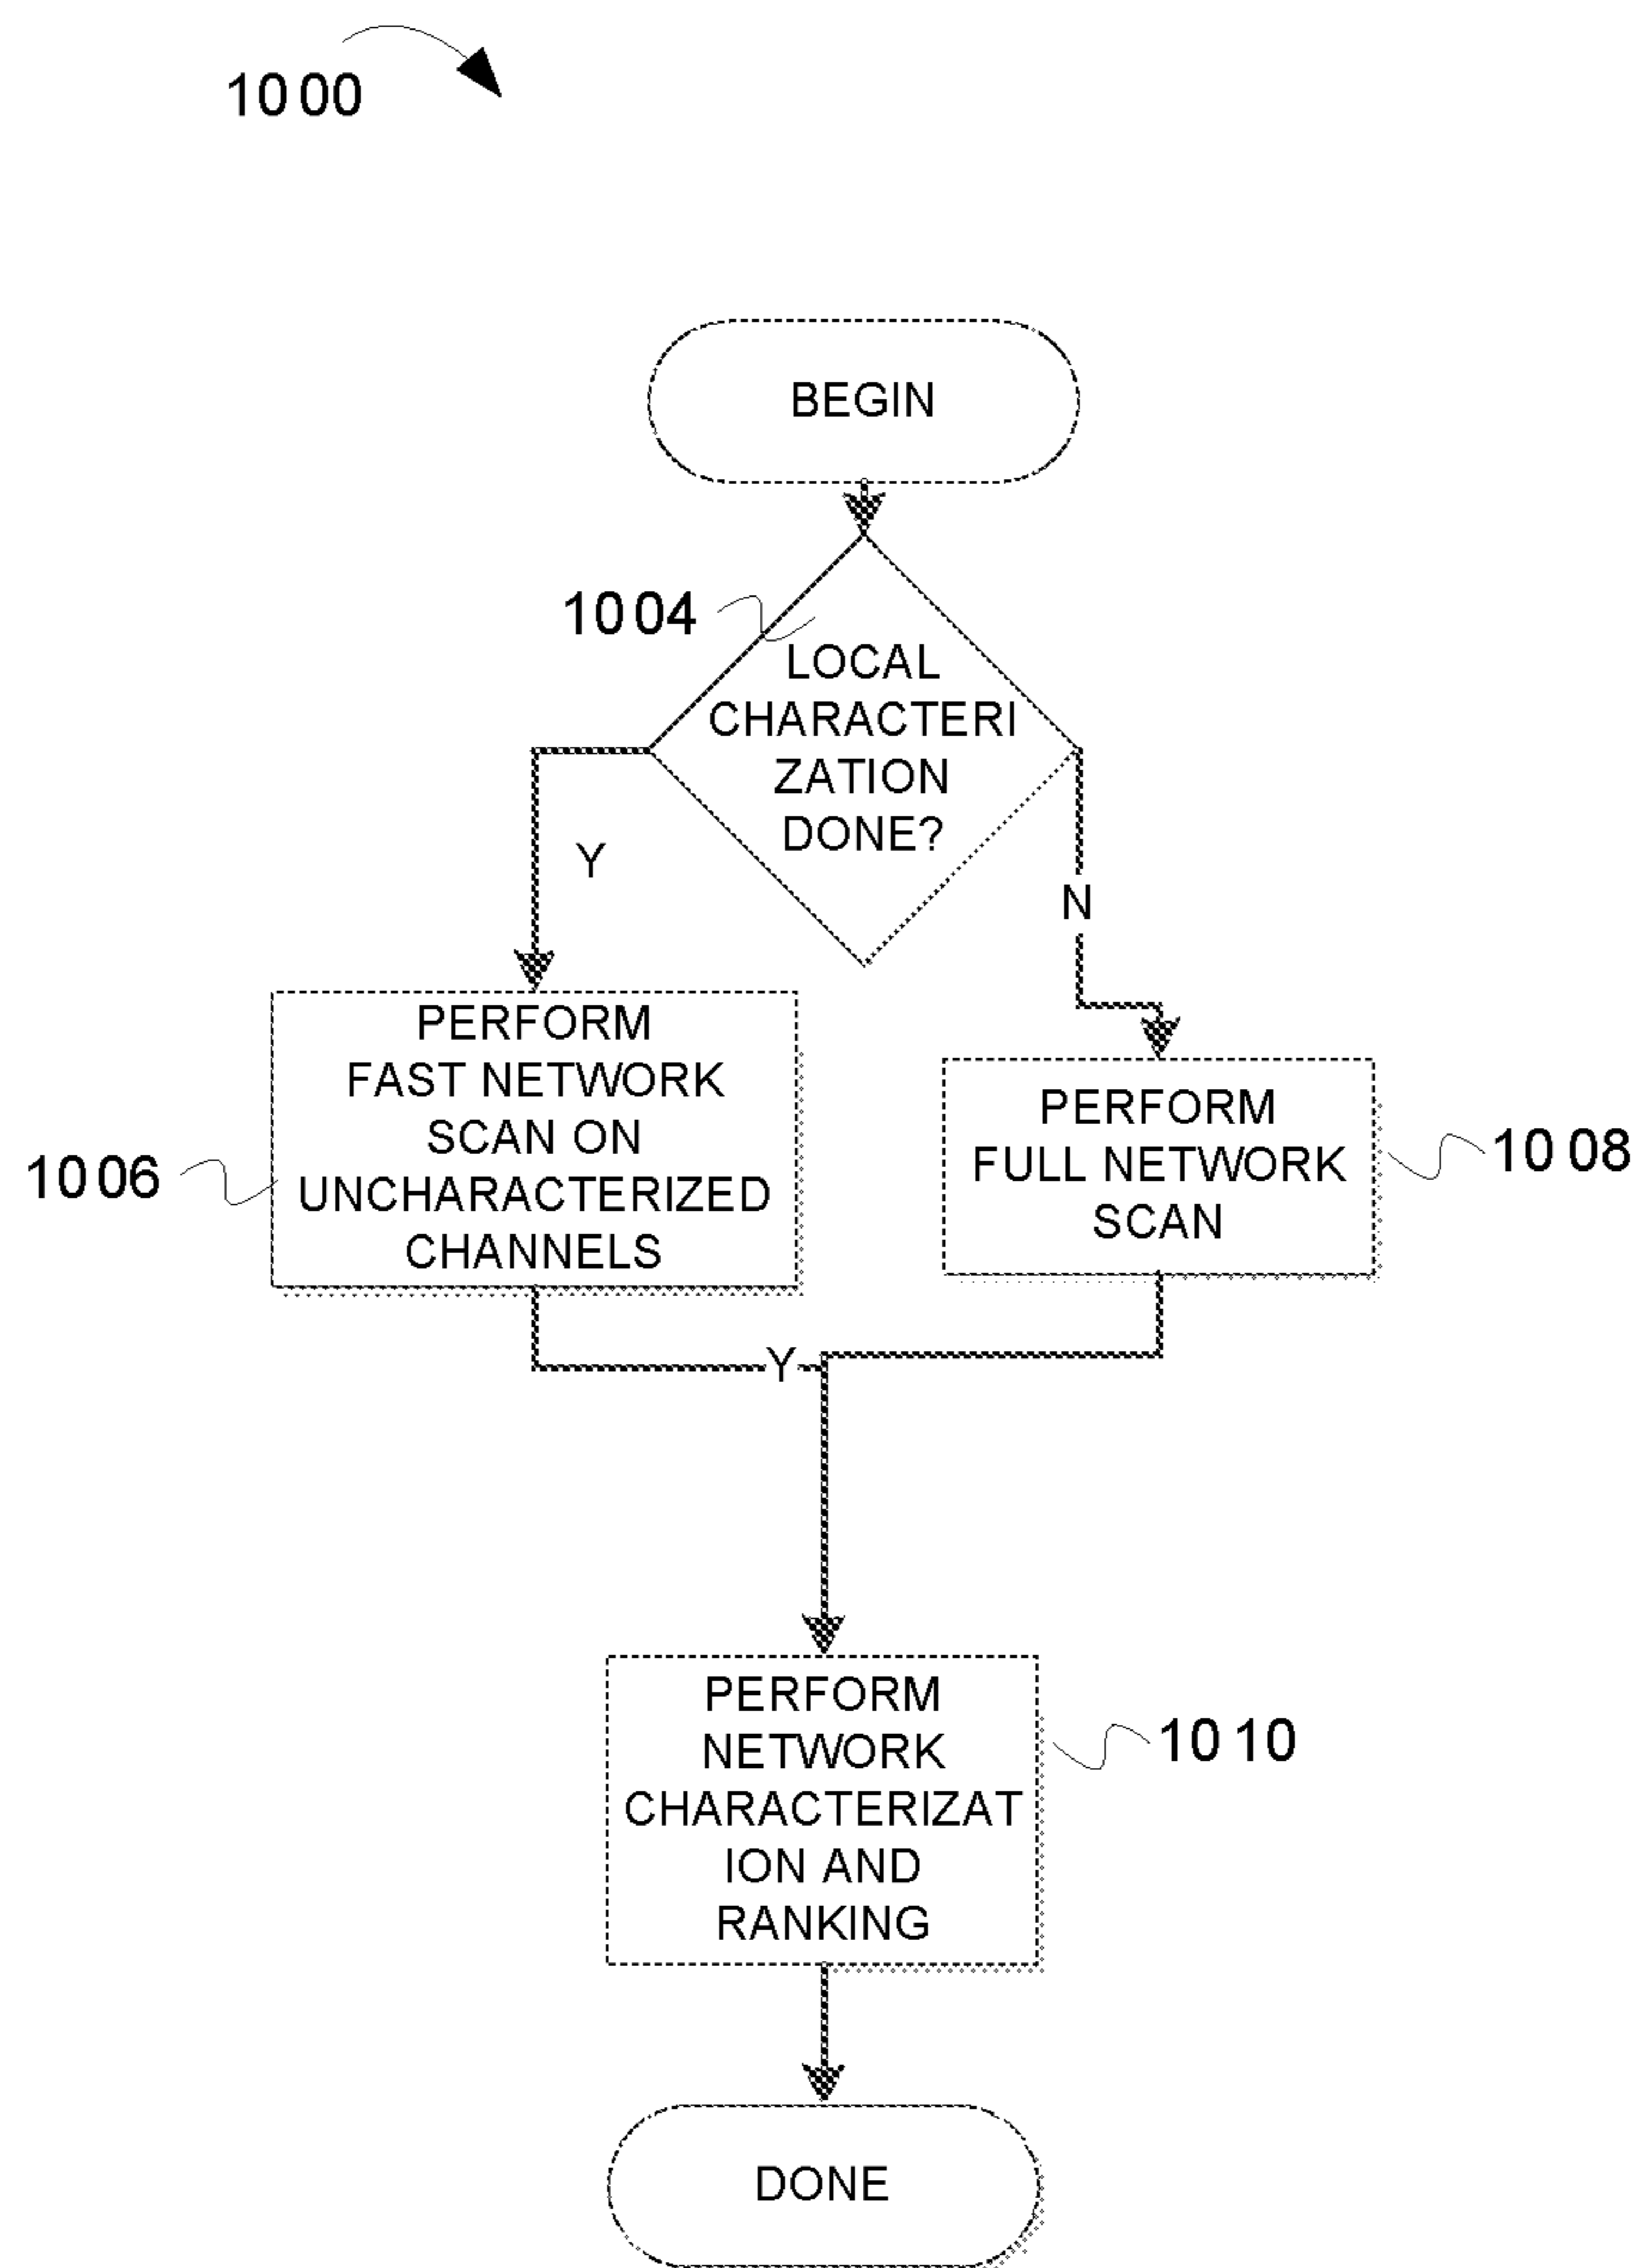 1000
BEGIN
1004
LOCAL
CHARACTERI
ZATION
DONE?
Y
N
PERFORM
FAST NETWORK
SCAN ON
UNCHARACTERIZED
CHANNELS
1006
PERFORM
FULL NETWORK
SCAN
1008
Y
PERFORM
NETWORK
CHARACTERIZAT
ION AND
RANKING
1010
DONE